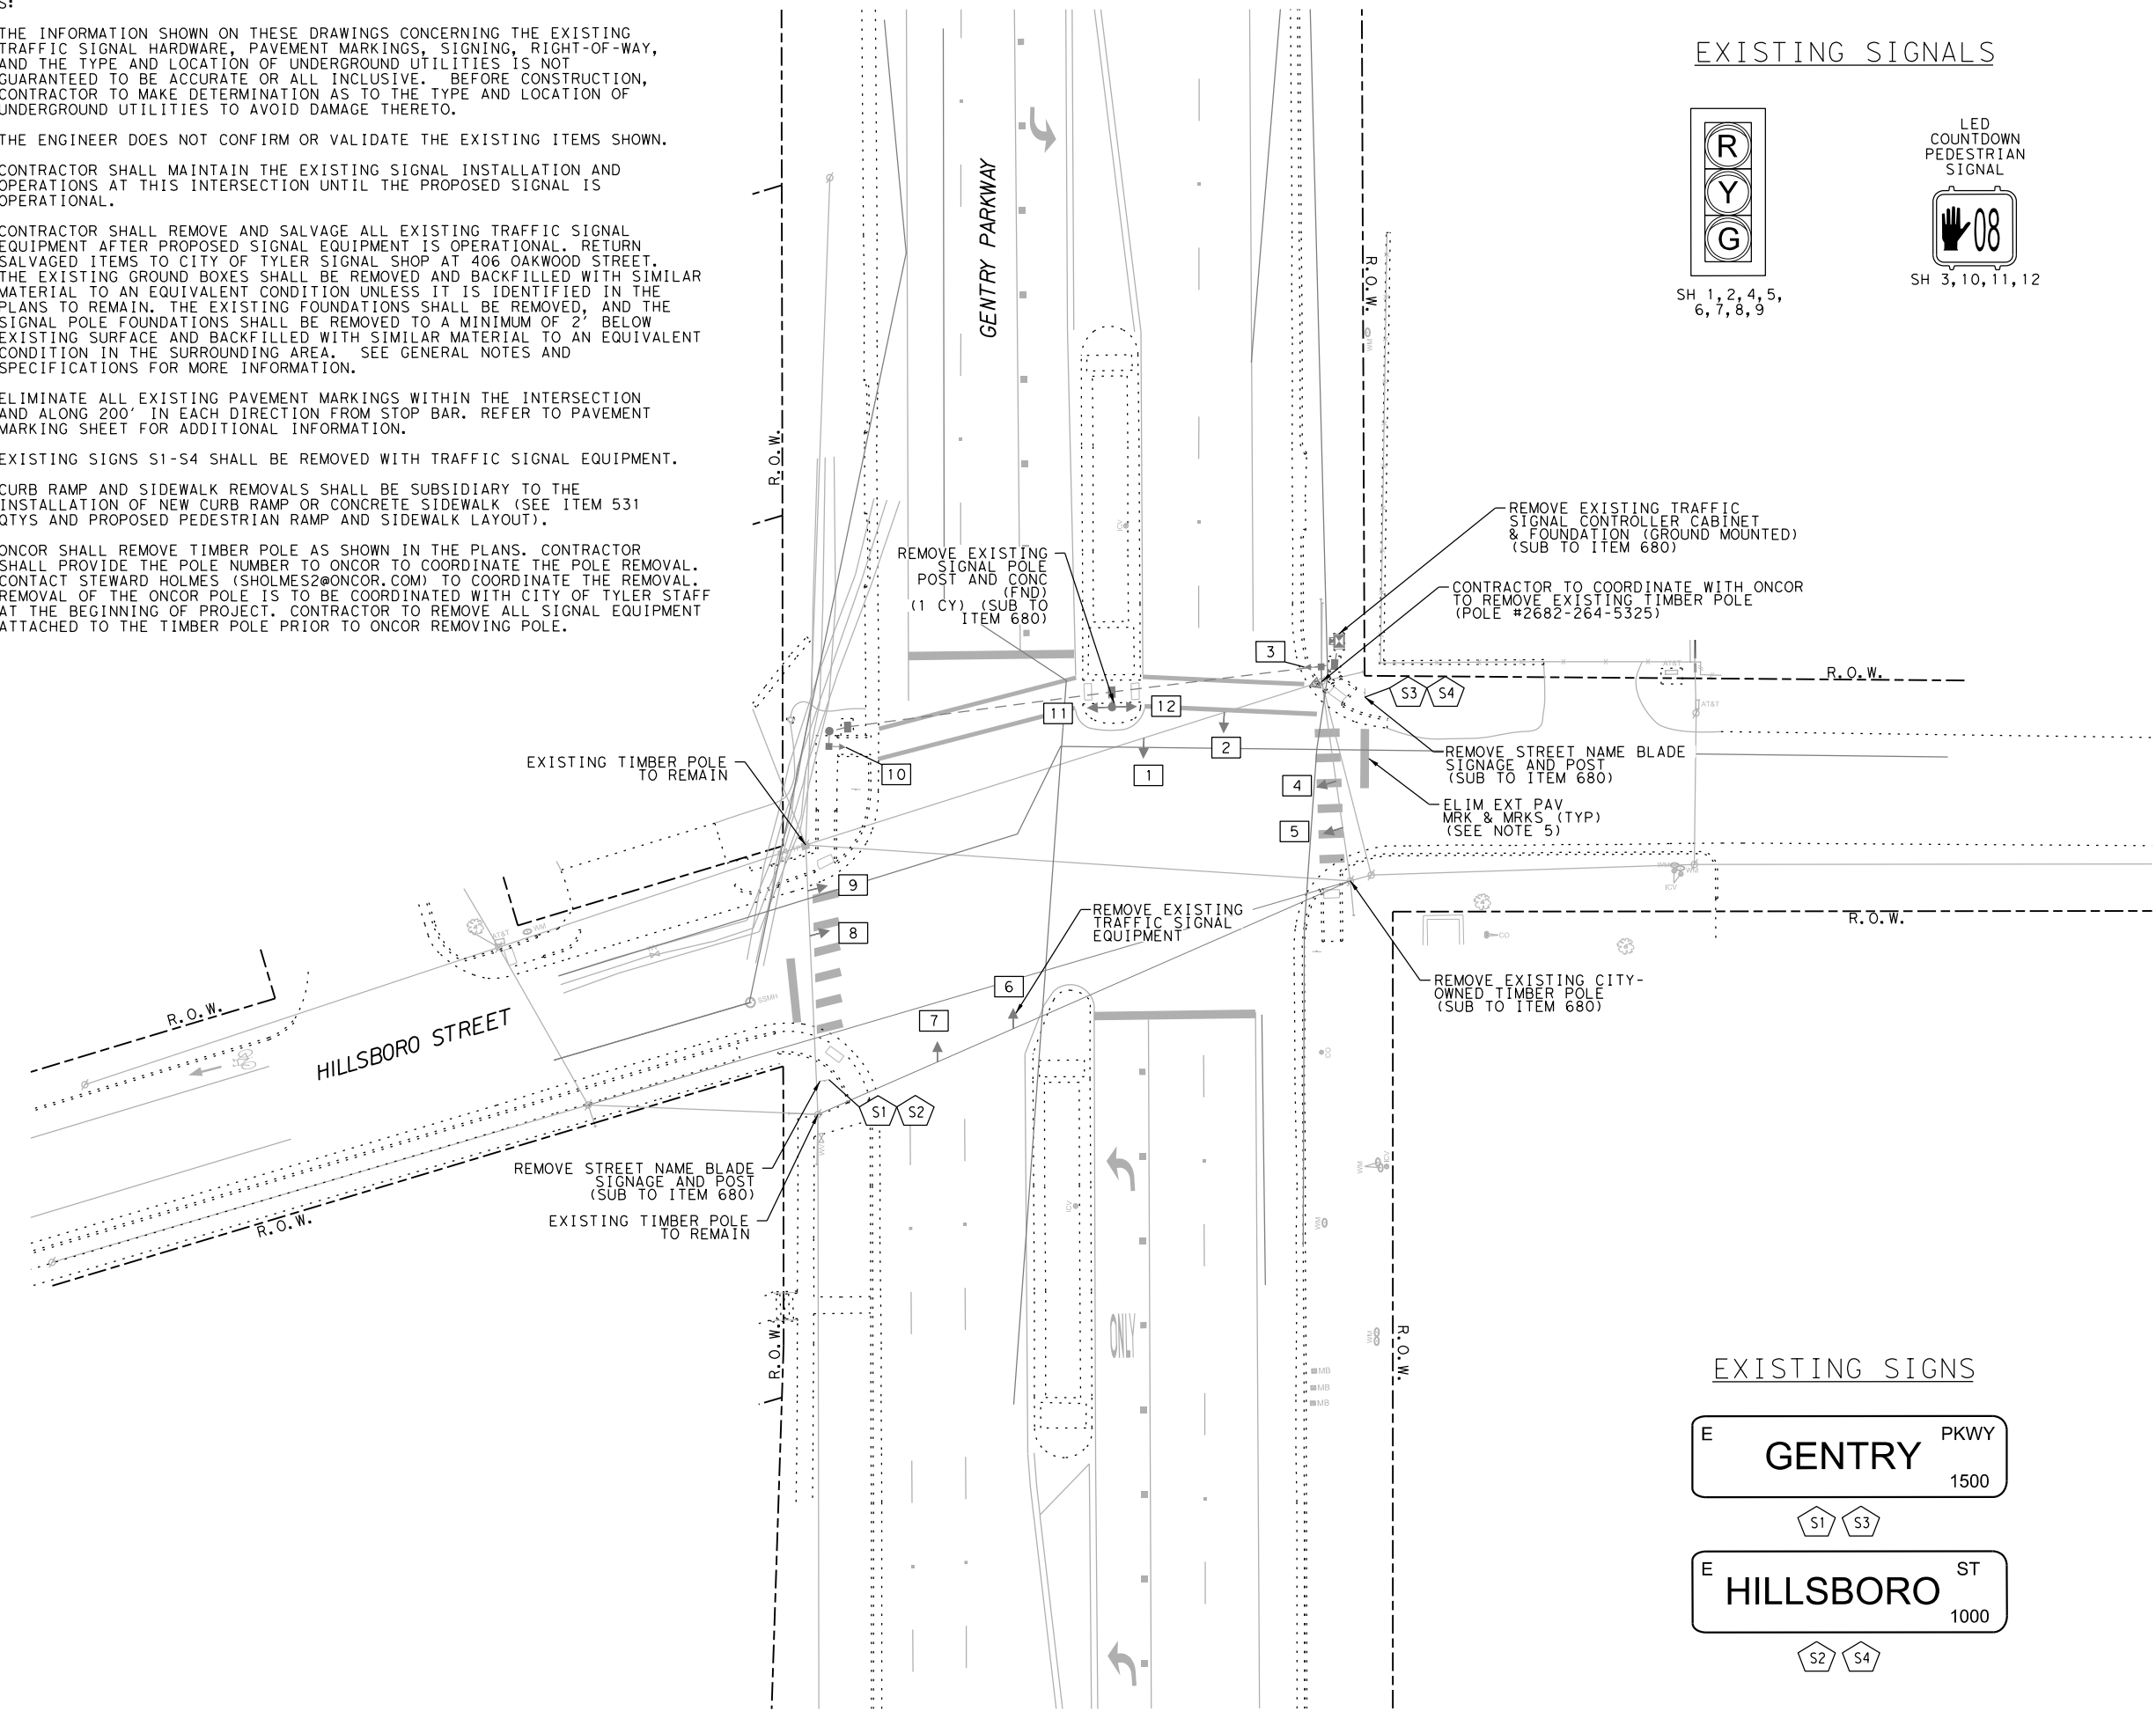 S:
THE INFORMATION SHOWN ON THESE DRAWINGS CONCERNING THE EXISTING
TRAFFIC SIGNAL HARDWARE, PAVEMENT MARKINGS, SIGNING, RIGHT-OF-WAY,
AND THE TYPE AND LOCATION OF UNDERGROUND UTILITIES IS NOT
GUARANTEED TO BE ACCURATE OR ALL INCLUSIVE. BEFORE CONSTRUCTION,
CONTRACTOR TO MAKE DETERMINATION AS TO THE TYPE AND LOCATION OF
UNDERGROUND UTILITIES TO AVOID DAMAGE THERETO.
THE ENGINEER DOES NOT CONFIRM OR VALIDATE THE EXISTING ITEMS SHOWN.
CONTRACTOR SHALL MAINTAIN THE EXISTING SIGNAL INSTALLATION AND
OPERATIONS AT THIS INTERSECTION UNTIL THE PROPOSED SIGNAL IS
OPERATIONAL.
CONTRACTOR SHALL REMOVE AND SALVAGE ALL EXISTING TRAFFIC SIGNAL
EQUIPMENT AFTER PROPOSED SIGNAL EQUIPMENT IS OPERATIONAL. RETURN
SALVAGED ITEMS TO CITY OF TYLER SIGNAL SHOP AT 406 OAKWOOD STREET.
THE EXISTING GROUND BOXES SHALL BE REMOVED AND BACKFILLED WITH SIMILAR
MATERIAL TO AN EQUIVALENT CONDITION UNLESS IT IS IDENTIFIED IN THE
PLANS TO REMAIN. THE EXISTING FOUNDATIONS SHALL BE REMOVED, AND THE
SIGNAL POLE FOUNDATIONS SHALL BE REMOVED TO A MINIMUM OF 2' BELOW
EXISTING SURFACE AND BACKFILLED WITH SIMILAR MATERIAL TO AN EQUIVALENT
CONDITION IN THE SURROUNDING AREA. SEE GENERAL NOTES AND
SPECIFICATIONS FOR MORE INFORMATION.
ELIMINATE ALL EXISTING PAVEMENT MARKINGS WITHIN THE INTERSECTION
AND ALONG 200' IN EACH DIRECTION FROM STOP BAR. REFER TO PAVEMENT
MARKING SHEET FOR ADDITIONAL INFORMATION.
EXISTING SIGNS S1-S4 SHALL BE REMOVED WITH TRAFFIC SIGNAL EQUIPMENT.
CURB RAMP AND SIDEWALK REMOVALS SHALL BE SUBSIDIARY TO THE
INSTALLATION OF NEW CURB RAMP OR CONCRETE SIDEWALK (SEE ITEM 531
QTYS AND PROPOSED PEDESTRIAN RAMP AND SIDEWALK LAYOUT).
ONCOR SHALL REMOVE TIMBER POLE AS SHOWN IN THE PLANS. CONTRACTOR
SHALL PROVIDE THE POLE NUMBER TO ONCOR TO COORDINATE THE POLE REMOVAL.
CONTACT STEWARD HOLMES (SHOLMES2@ONCOR.COM) TO COORDINATE THE REMOVAL.
REMOVAL OF THE ONCOR POLE IS TO BE COORDINATED WITH CITY OF TYLER STAFF
AT THE BEGINNING OF PROJECT. CONTRACTOR TO REMOVE ALL SIGNAL EQUIPMENT
ATTACHED TO THE TIMBER POLE PRIOR TO ONCOR REMOVING POLE.
EXISTING SIGNALS
R
Y
G
SH 1,2,4,5,
6,7,8,9
LED
COUNTDOWN
PEDESTRIAN
SIGNAL
08
SH 3,10,11,12
GENTRY PARKWAY
R.O.W.
R.O.W.
WM
ICV
REMOVE EXISTING
SIGNAL POLE
POST AND CONC
(FND)
(1 CY) (SUB TO
ITEM 680)
REMOVE EXISTING TRAFFIC
SIGNAL CONTROLLER CABINET
& FOUNDATION (GROUND MOUNTED)
(SUB TO ITEM 680)
CONTRACTOR TO COORDINATE WITH ONCOR
TO REMOVE EXISTING TIMBER POLE
(POLE #2682-264-5325)
3
AT&T
R.O.W.
S3
S4
AT&T
11
12
2
1
10
EXISTING TIMBER POLE
TO REMAIN
REMOVE STREET NAME BLADE
SIGNAGE AND POST
(SUB TO ITEM 680)
4
5
ELIM EXT PAV
MRK & MRKS (TYP)
(SEE NOTE 5)
9
8
WM
WM
ICV
R.O.W.
CO
REMOVE EXISTING
TRAFFIC SIGNAL
EQUIPMENT
6
7
REMOVE EXISTING CITY-
OWNED TIMBER POLE
(SUB TO ITEM 680)
AT&T
WM
SSMH
R.O.W.
HILLSBORO STREET
CO
S1
S2
WV
REMOVE STREET NAME BLADE
SIGNAGE AND POST
(SUB TO ITEM 680)
EXISTING TIMBER POLE
TO REMAIN
R.O.W.
WM
ICV
ICV
WM
WM
R.O.W.
R.O.W.
ONLY
MB
MB
MB
EXISTING SIGNS
E
GENTRY
PKWY
1500
S1
S3
E
HILLSBORO
ST
1000
S2
S4